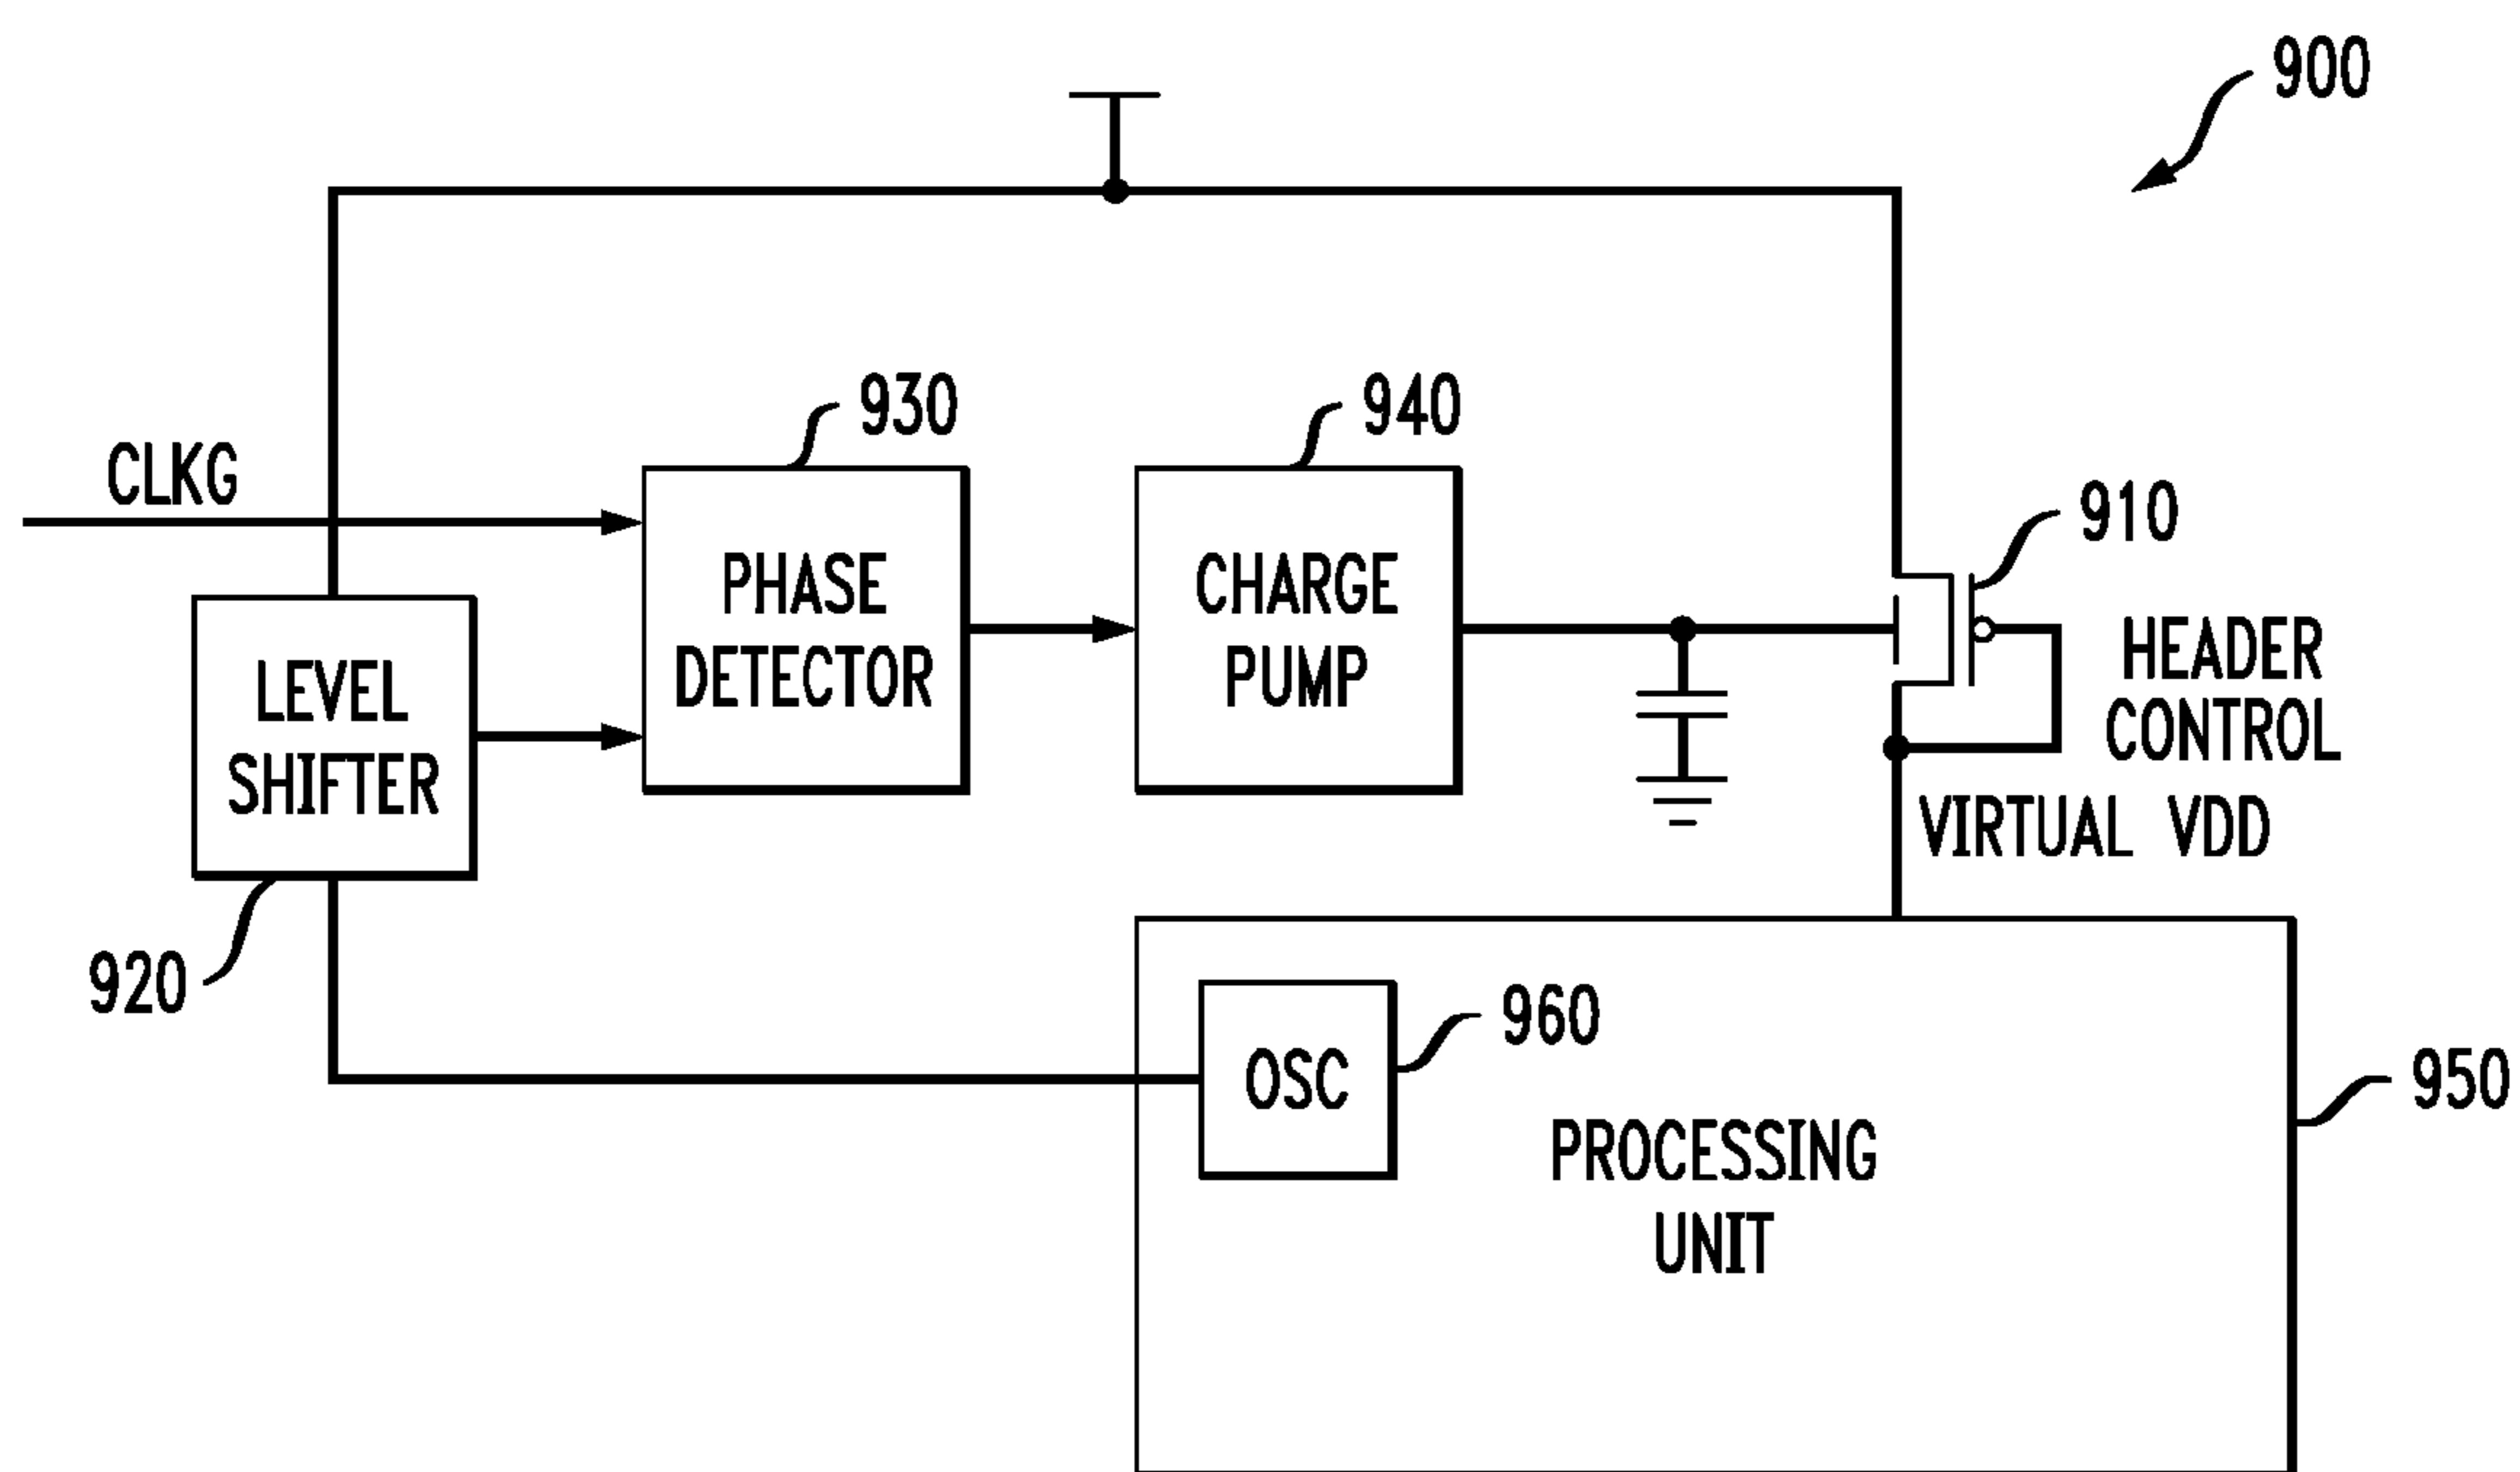 900
930
940
CLKG
910
PHASE
DETECTOR
CHARGE
PUMP
HEADER
CONTROL
LEVEL
SHIFTER
VIRTUAL VDD
920
960
OSC
950
PROCESSING
UNIT